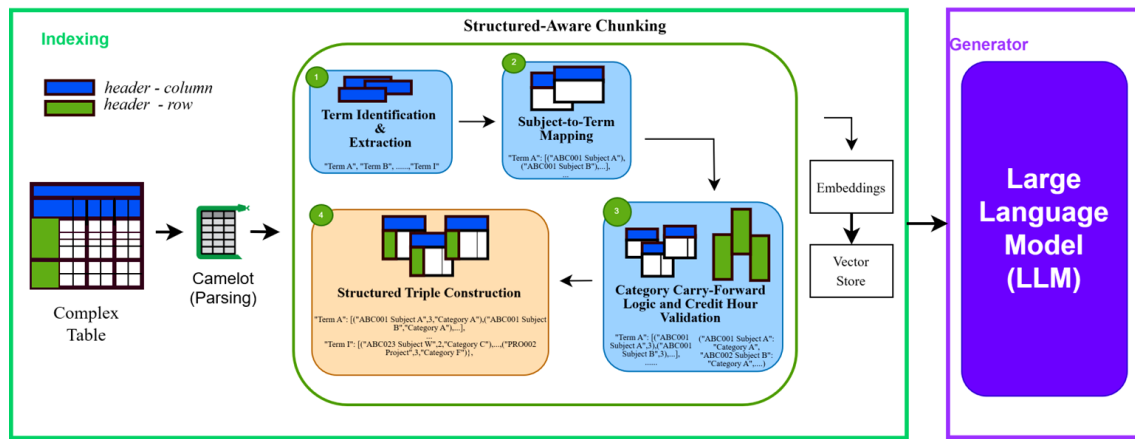 Structured-Aware Chunking
Indexing
header - column
header - row
Complex
Table
Camelot
(Parsing)
1
Term Identification
&
Extraction
"Term A", "Term B", ......,"Term I"
2
Subject-to-Term
Mapping
"Term A": [("ABC001 Subject A"),
("ABC001 Subject B"),...],
...
3
Category Carry-Forward
Logic and Credit Hour
Validation
"Term A": [("ABC001
Subject A",3),("ABC001
Subject B",3),...],
......
("ABC001 Subject A":
"Category A",
"ABC002 Subject B":
"Category A",....)
4
Structured Triple Construction
"Term A": [("ABC001 Subject A",3,"Category A"),("ABC001 Subject
B","Category A"),...],
...
"Term I": [("ABC023 Subject W",2,"Category C"),...,("PRO002
Project",3,"Category F")],
Embeddings
Vector
Store
Generator
Large
Language
Model
(LLM)